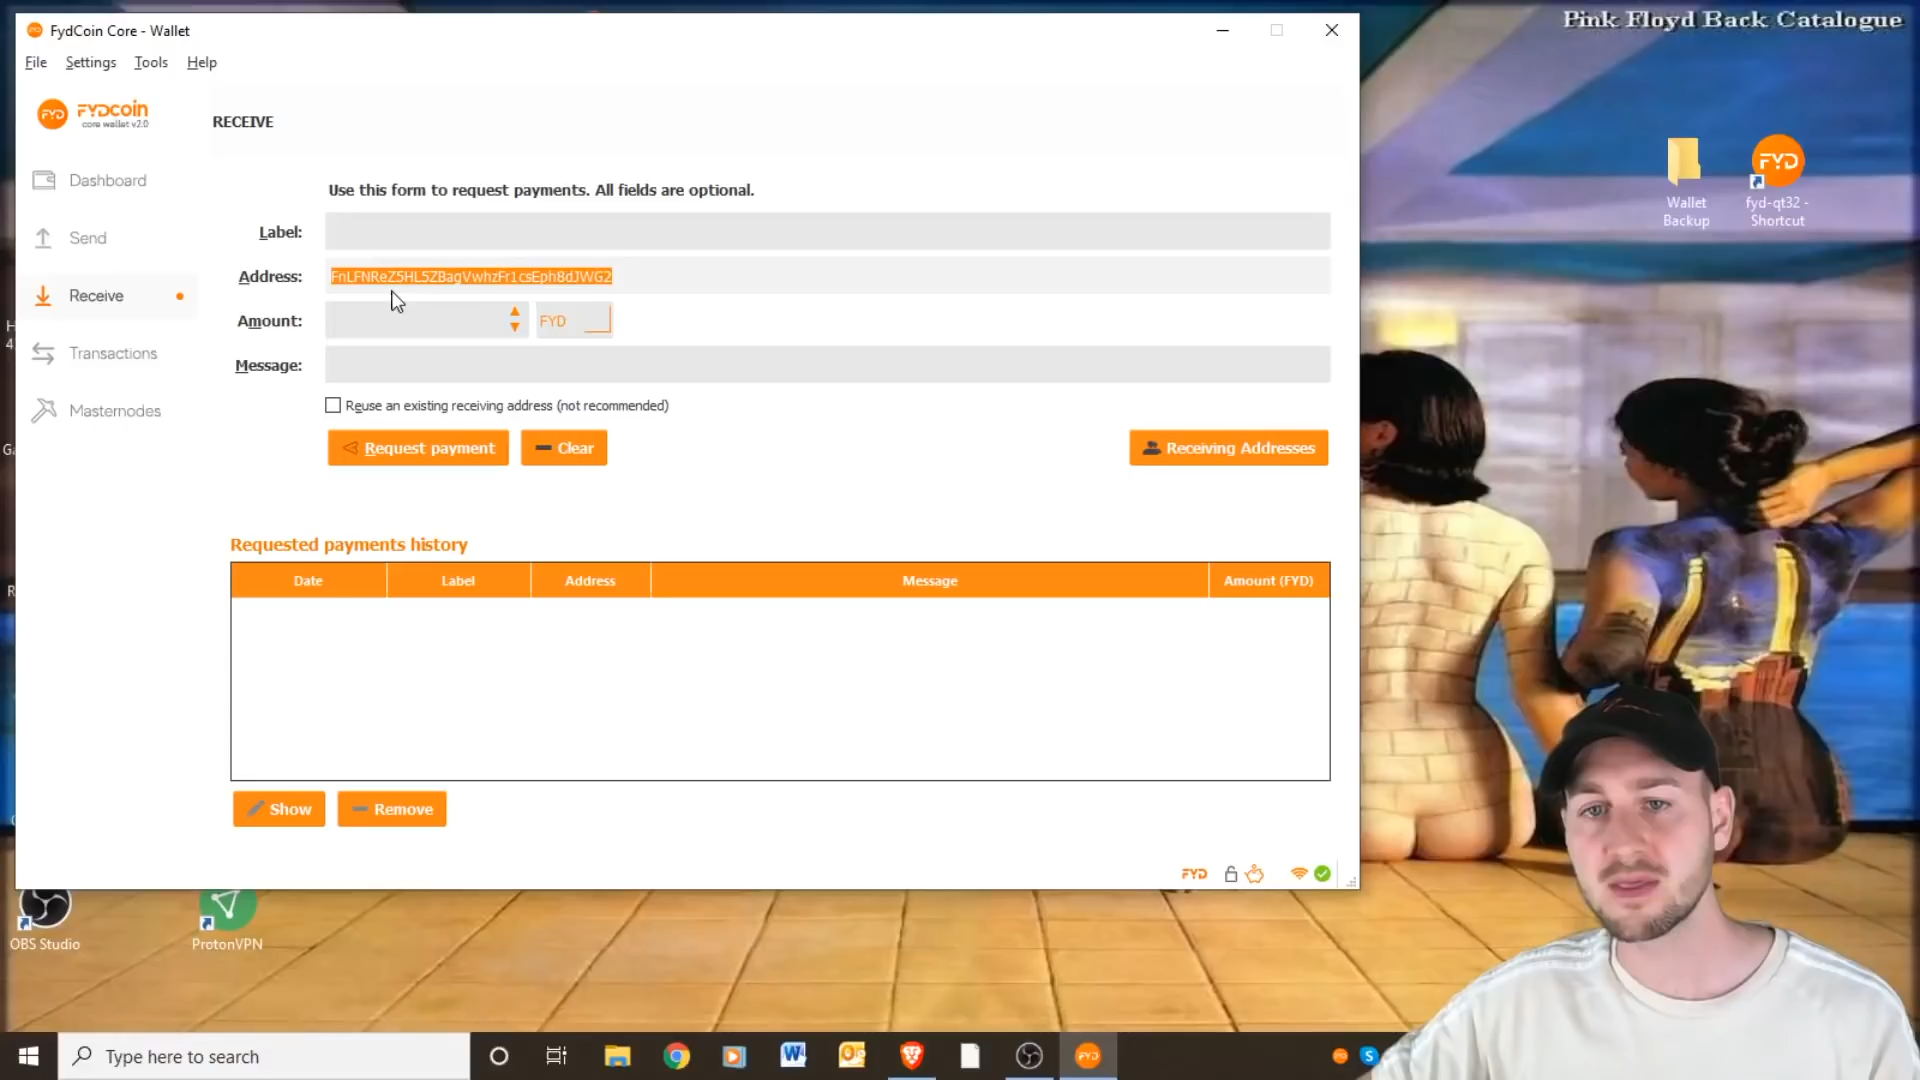 Pink Floyd Back Catalogue
FydCoin Core - Wallet
File Settings Tools Help
FYD FYDcoin
core wallet v2.0
RECEIVE
Dashboard
Send
Receive
Transactions
Masternodes
Use this form to request payments. All fields are optional.
Label:
Address: FnLFNReZ5HL5ZBagVwhzFr1csEph8dJWG2
Amount: FYD
Message:
Reuse an existing receiving address (not recommended)
Request payment Clear Receiving Addresses
Requested payments history
Date Label Address Message Amount (FYD)
Show Remove
FYD
Wallet
Backup
FYD
fyd-qt32 -
Shortcut
OBS Studio
ProtonVPN
Type here to search
FYD